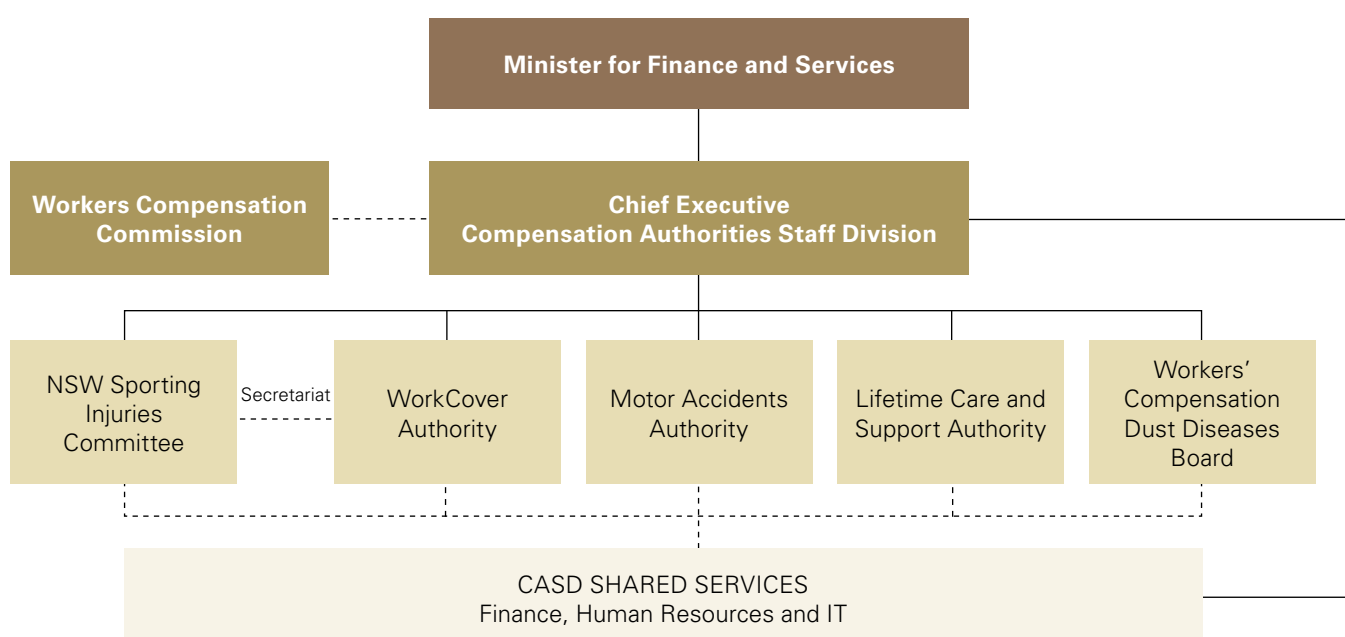 Minister for Finance and Services
Workers Compensation
Commission
Chief Executive
Compensation Authorities Staff Division
NSW Sporting
Injuries
Committee
Secretariat
WorkCover
Authority
Motor Accidents
Authority
Lifetime Care and
Support Authority
Workers’
Compensation
Dust Diseases
Board
CASD SHARED SERVICES
Finance, Human Resources and IT